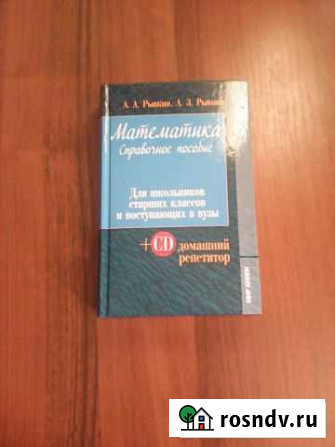 А. А. Рывкин, А. З. Рывкин
Математика
Справочное пособие
Для школьников
старших классов
и поступающих в вузы
+CD домашний
репетитор
rosndv.ru